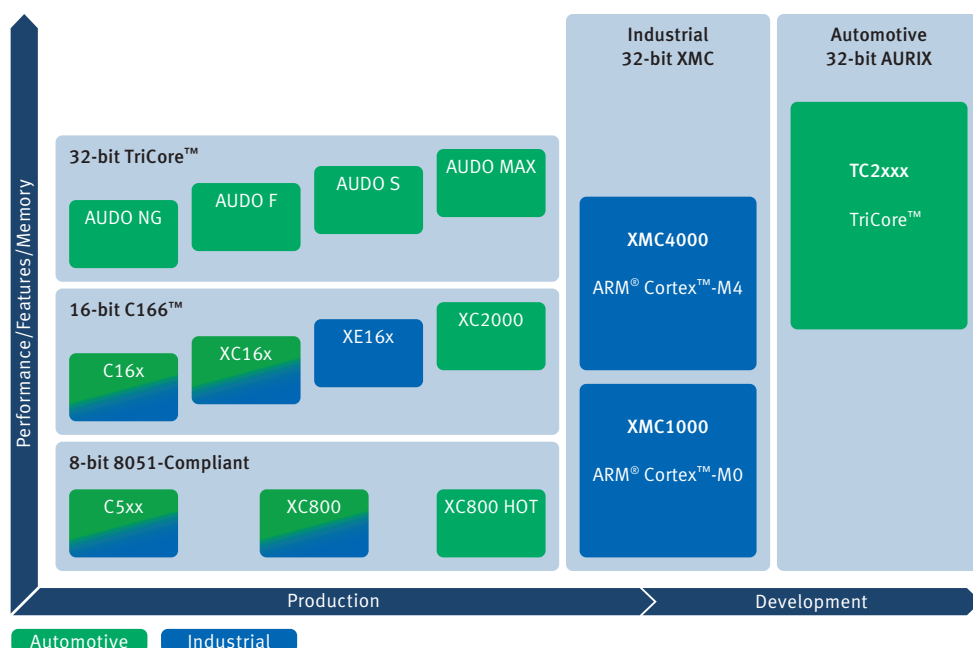 Performance/Features/Memory
32-bit TriCore™
AUDO NG
AUDO F
AUDO S
AUDO MAX
16-bit C166™
C16x
XC16x
XE16x
XC2000
8-bit 8051-Compliant
C5xx
XC800
XC800 HOT
Industrial
32-bit XMC
XMC4000
ARM® Cortex™-M4
XMC1000
ARM® Cortex™-M0
Automotive
32-bit AURIX
TC2xxx
TriCore™
Production
Development
Automotive
Industrial